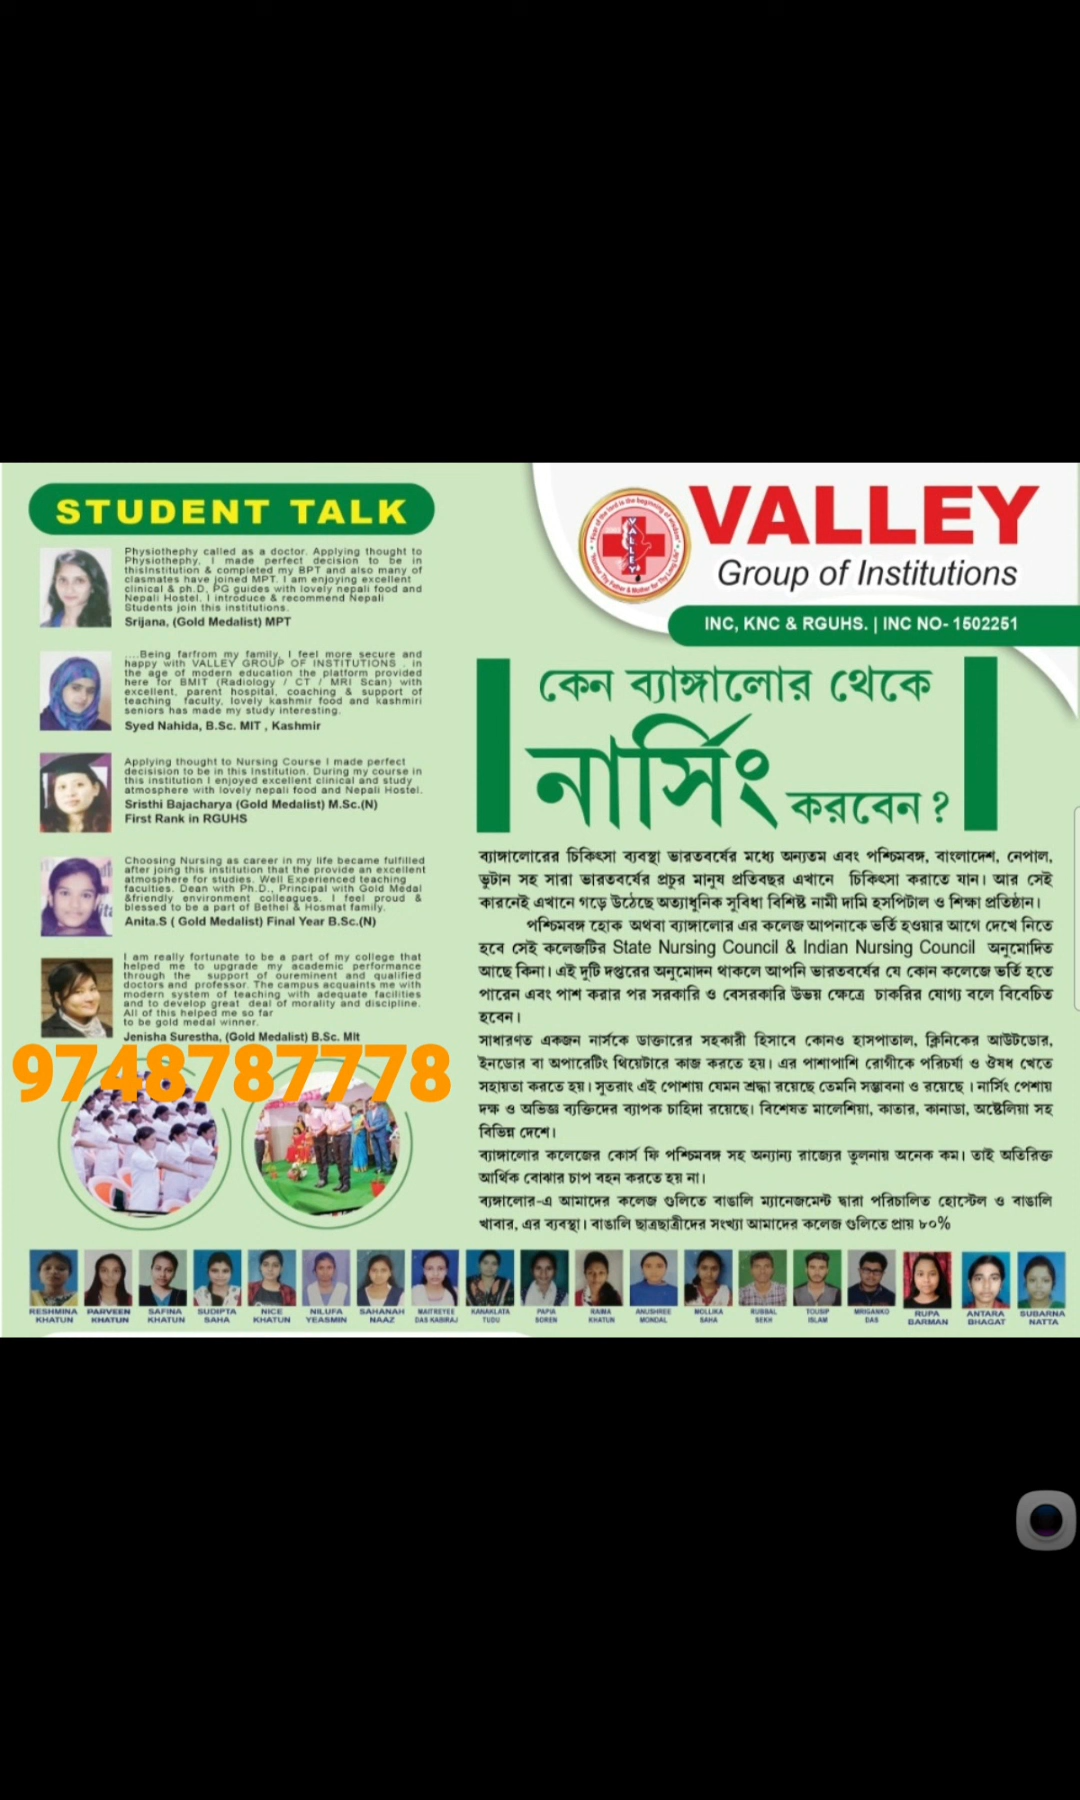 STUDENT TALK
Physiothephy called as a doctor. Applying thought to
Physiothephy, I made perfect decision to be in
thisInstitution & completed my BPT and also many of
clasmates have joined MPT. I am enjoying excellent
clinical & ph.D, PG guides with lovely nepali food and
Nepali Hostel. I introduce & recommend Nepali
Students join this institutions.
Srijana, (Gold Medalist) MPT
....Being farfrom my family, I feel more secure and
happy with VALLEY GROUP OF INSTITUTIONS . in
the age of modern education the platform provided
here for BMIT (Radiology / CT / MRI Scan) with
excellent, parent hospital, coaching & support of
teaching faculty, lovely kashmir food and kashmiri
seniors has made my study interesting.
Syed Nahida, B.Sc. MIT , Kashmir
Applying thought to Nursing Course I made perfect
decisision to be in this Institution. During my course in
this institution I enjoyed excellent clinical and study
atmosphere with lovely nepali food and Nepali Hostel.
Sristhi Bajacharya (Gold Medalist) M.Sc.(N)
First Rank in RGUHS
Choosing Nursing as career in my life became fulfilled
after joing this institution that the provide an excellent
atmosphere for studies. Well Experienced teaching
faculties. Dean with Ph.D., Principal with Gold Medal
&friendly environment colleagues. I feel proud &
blessed to be a part of Bethel & Hosmat family.
Anita.S ( Gold Medalist) Final Year B.Sc.(N)
I am really fortunate to be a part of my college that
helped me to upgrade my academic performance
through the support of oureminent and qualified
doctors and professor. The campus acquaints me with
modern system of teaching with adequate facilities
and to develop great deal of morality and discipline.
All of this helped me so far
to be gold medal winner.
Jenisha Surestha, (Gold Medalist) B.Sc. Mlt
9748787778
VALLEY
VALLEY
Group of Institutions
INC, KNC & RGUHS. | INC NO- 1502251
কেন ব্যাঙ্গালোর থেকে
নার্সিং করবেন ?
ব্যাঙ্গালোরের চিকিৎসা ব্যবস্থা ভারতবর্ষের মধ্যে অন্যতম এবং পশ্চিমবঙ্গ, বাংলাদেশ, নেপাল,
ভুটান সহ সারা ভারতবর্ষের প্রচুর মানুষ প্রতিবছর এখানে চিকিৎসা করাতে যান। আর সেই
কারনেই এখানে গড়ে উঠেছে অত্যাধুনিক সুবিধা বিশিষ্ট নামী দামি হসপিটাল ও শিক্ষা প্রতিষ্ঠান।
পশ্চিমবঙ্গ হোক অথবা ব্যাঙ্গালোর এর কলেজ আপনাকে ভর্তি হওয়ার আগে দেখে নিতে
হবে সেই কলেজটির State Nursing Council & Indian Nursing Council অনুমোদিত
আছে কিনা। এই দুটি দপ্তরের অনুমোদন থাকলে আপনি ভারতবর্ষের যে কোন কলেজে ভর্তি হতে
পারেন এবং পাশ করার পর সরকারি ও বেসরকারি উভয় ক্ষেত্রে চাকরির যোগ্য বলে বিবেচিত
হবেন।
সাধারণত একজন নার্সকে ডাক্তারের সহকারী হিসাবে কোনও হাসপাতাল, ক্লিনিকের আউটডোর,
ইনডোর বা অপারেটিং থিয়েটারে কাজ করতে হয়। এর পাশাপাশি রোগীকে পরিচর্যা ও ঔষধ খেতে
সহায়তা করতে হয়। সুতরাং এই পোশায় যেমন শ্রদ্ধা রয়েছে তেমনি সম্ভাবনা ও রয়েছে । নার্সিং পেশায়
দক্ষ ও অভিজ্ঞ ব্যক্তিদের ব্যাপক চাহিদা রয়েছে। বিশেষত মালেশিয়া, কাতার, কানাডা, অষ্টেলিয়া সহ
বিভিন্ন দেশে।
ব্যাঙ্গালোর কলেজের কোর্স ফি পশ্চিমবঙ্গ সহ অন্যান্য রাজ্যের তুলনায় অনেক কম। তাই অতিরিক্ত
আর্থিক বোঝার চাপ বহন করতে হয় না।
ব্যঙ্গালোর-এ আমাদের কলেজ গুলিতে বাঙালি ম্যানেজমেন্ট দ্বারা পরিচালিত হোস্টেল ও বাঙালি
খাবার, এর ব্যবস্থা। বাঙালি ছাত্রছাত্রীদের সংখ্যা আমাদের কলেজ গুলিতে প্রায় ৮০%
RESHMINA KHATUN
PARVEEN KHATUN
SAFINA KHATUN
SUDIPTA SAHA
NICE KHATUN
NILUFA YEASMIN
SAHANAH NAAZ
MAITREYEE DAS KABIRAJ
KANAKLATA TUDU
PAPIA SOREN
RAIMA KHATUN
ANUSHREE MONDAL
MOLLIKA SAHA
RUBBAL SEKH
TOUSIP ISLAM
MRIGANKO DAS
RUPA BARMAN
ANTARA BHAGAT
SUBARNA NATTA